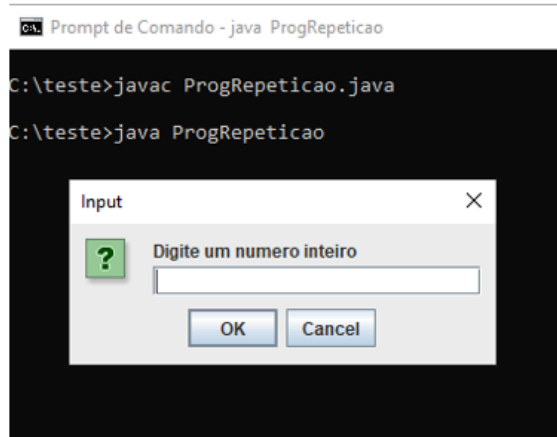 Prompt de Comando - java ProgRepeticao
C:\teste>javac ProgRepeticao.java
C:\teste>java ProgRepeticao
Input
Digite um numero inteiro
OK Cancel